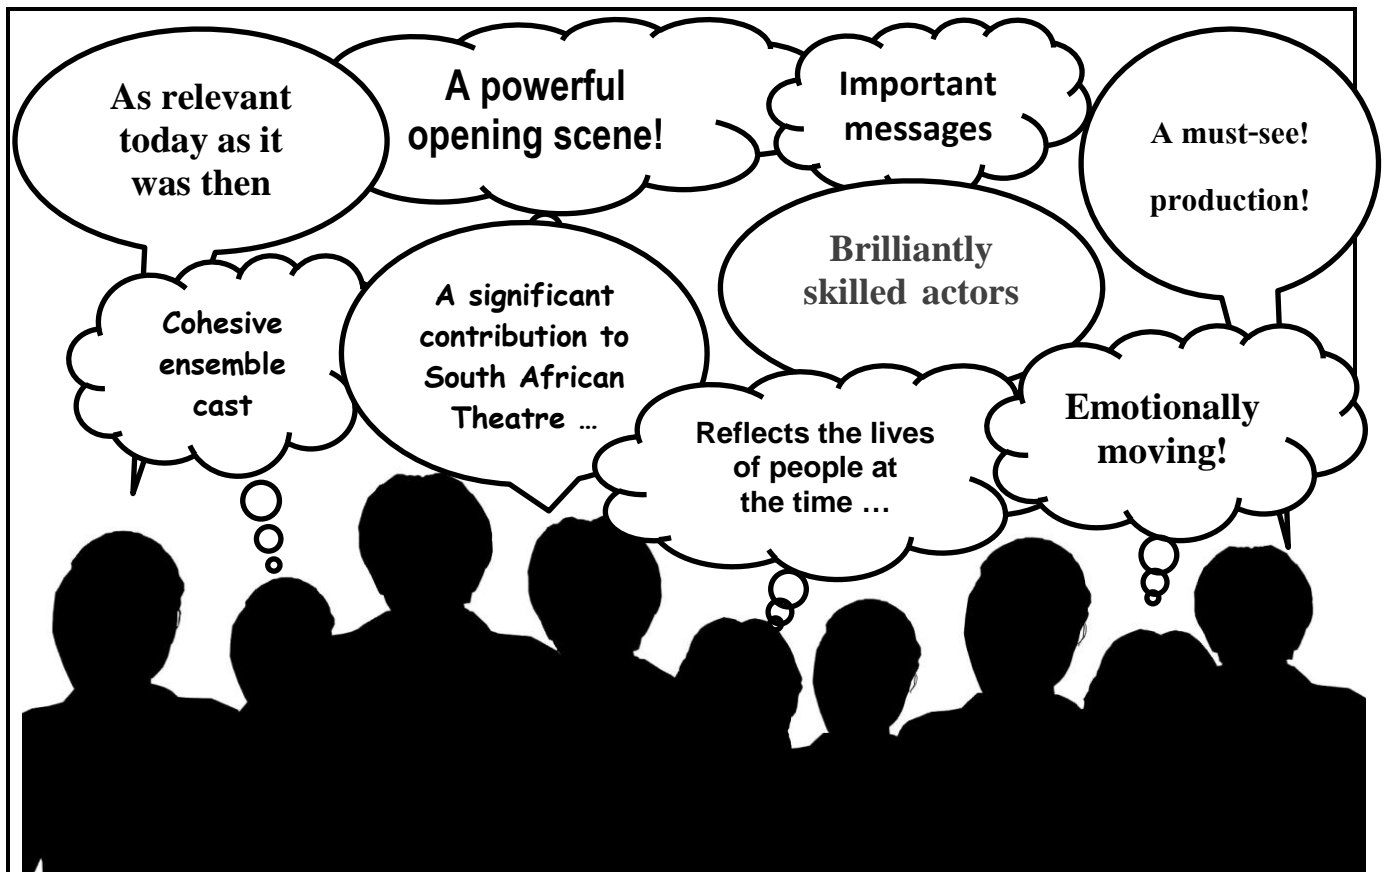 As relevant
today as it
was then
A powerful
opening scene!
Important
messages
A must-see!
production!
Brilliantly
skilled actors
Cohesive
ensemble
cast
A significant
contribution to
South African
Theatre …
Reflects the lives
of people at
the time …
Emotionally
moving!